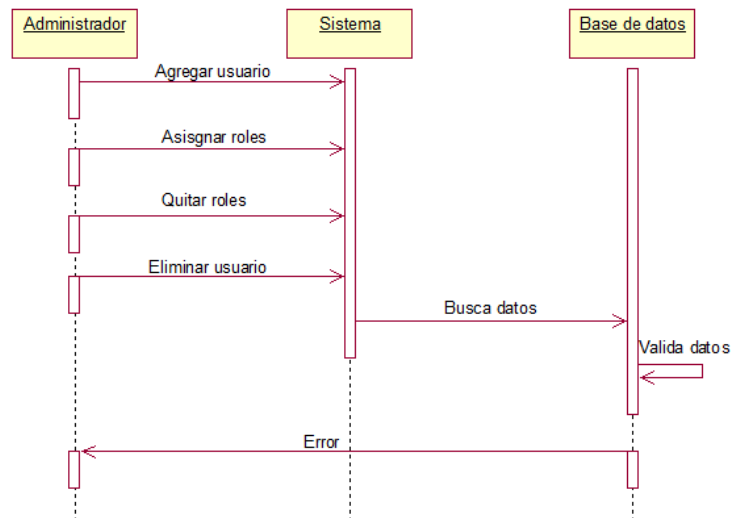 Administrador
Sistema
Base de datos
Agregar usuario
Asisgnar roles
Quitar roles
Eliminar usuario
Busca datos
Valida datos
Error